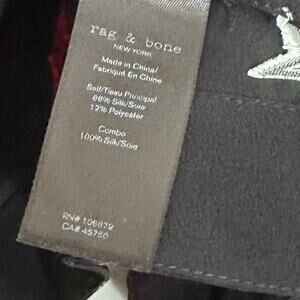 rag & bone
NEW YORK
Made in China/
Fabriqué En Chine
Self/Tissu Principal
88% Silk/Soie
12% Polyester
Combo
100% Silk/Soie
RN# 106879
CA# 45760